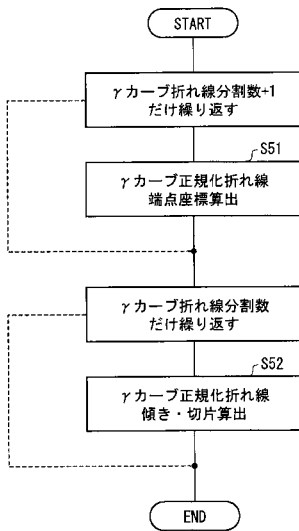 START
γカーブ折れ線分割数+1
だけ繰り返す
S51
γカーブ正規化折れ線
端点座標算出
γカーブ折れ線分割数
だけ繰り返す
S52
γカーブ正規化折れ線
傾き・切片算出
END